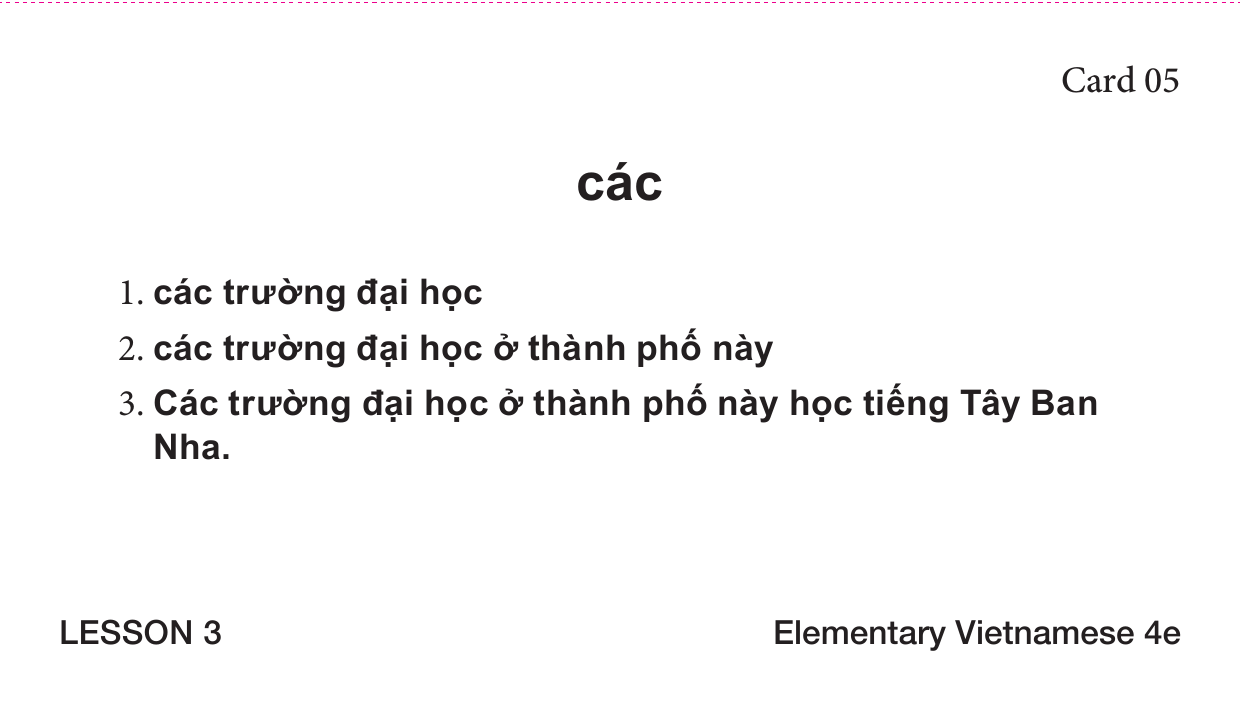 Card 05
các
1. các trường đại học
2. các trường đại học ở thành phố này
3. Các trường đại học ở thành phố này học tiếng Tây Ban
Nha.
LESSON 3
Elementary Vietnamese 4e